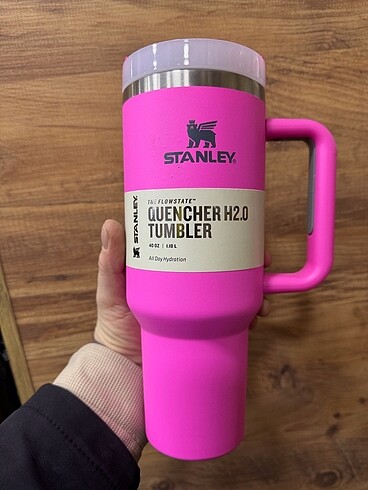 STANLEY®
STANLEY
THE FLOWSTATE™
QUENCHER H2.0
TUMBLER
40 OZ | 1.18 L
All Day Hydration